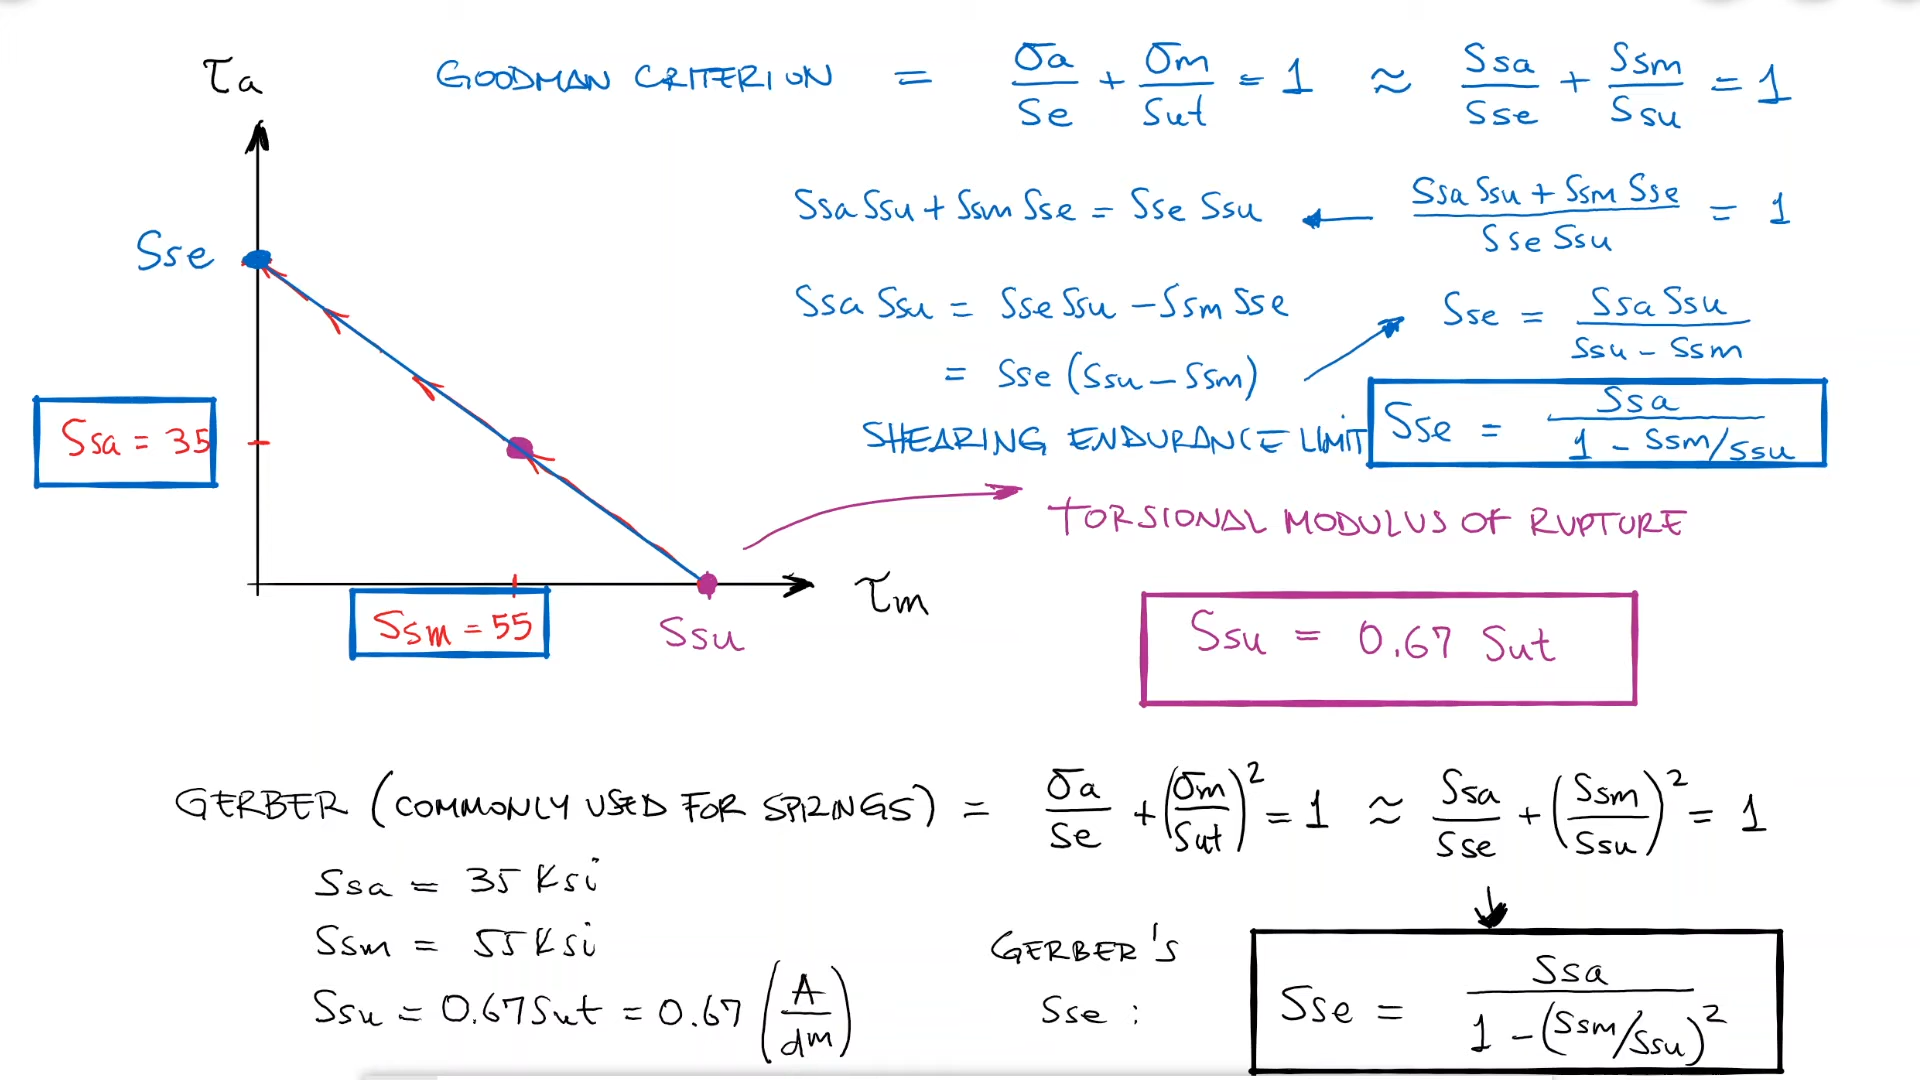 τa
GOODMAN CRITERION = σa/Se + σm/Sut = 1 ≈ Ssa/Sse + Ssm/Ssu = 1
Ssa Ssu + Ssm Sse = Sse Ssu ← (Ssa Ssu + Ssm Sse)/(Sse Ssu) = 1
Sse
Ssa Ssu = Sse Ssu - Ssm Sse
Sse = Ssa Ssu/(Ssu - Ssm)
= Sse (Ssu - Ssm)
Ssa = 35
SHEARING ENDURANCE LIMIT Sse = Ssa/(1 - Ssm/Ssu)
TORSIONAL MODULUS OF RUPTURE
τm
Ssm = 55
Ssu
Ssu = 0.67 Sut
GERBER (COMMONLY USED FOR SPRINGS) = σa/Se + (σm/Sut)² = 1 ≈ Ssa/Sse + (Ssm/Ssu)² = 1
Ssa = 35 Ksi
Ssm = 55 Ksi
Ssu = 0.67 Sut = 0.67 (A/dm)
GERBER'S
Sse : Sse = Ssa/(1 - (Ssm/Ssu)²)